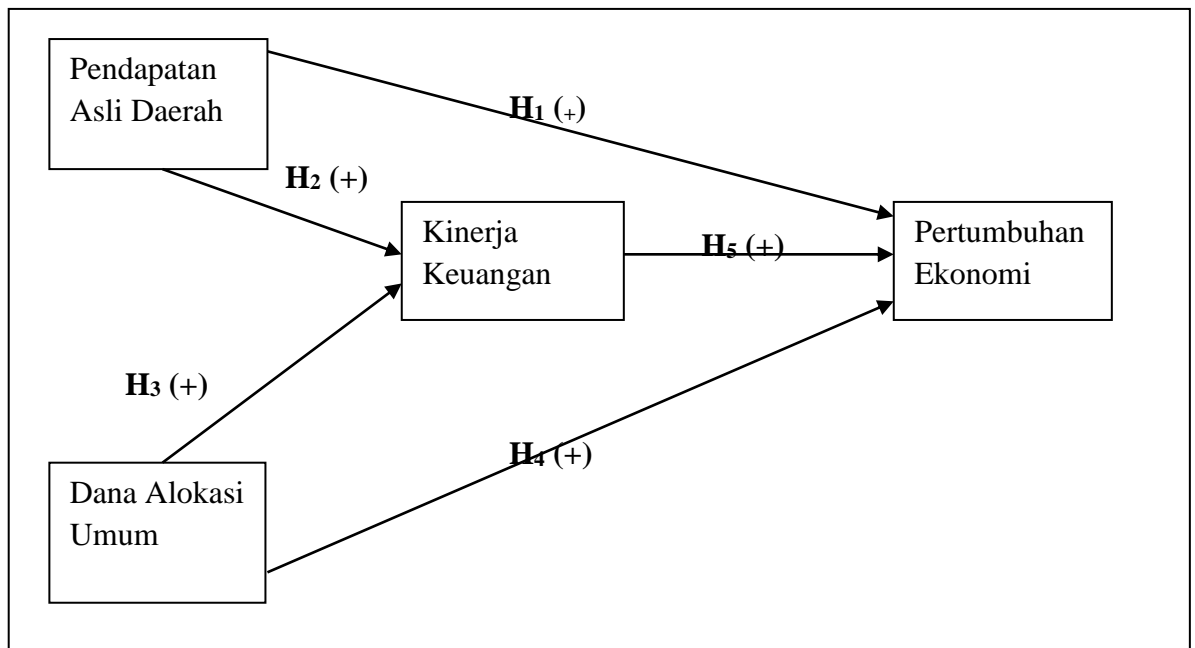 Pendapatan
Asli Daerah
H1 (+)
H2 (+)
Kinerja
Keuangan
H5 (+)
Pertumbuhan
Ekonomi
H3 (+)
H4 (+)
Dana Alokasi
Umum